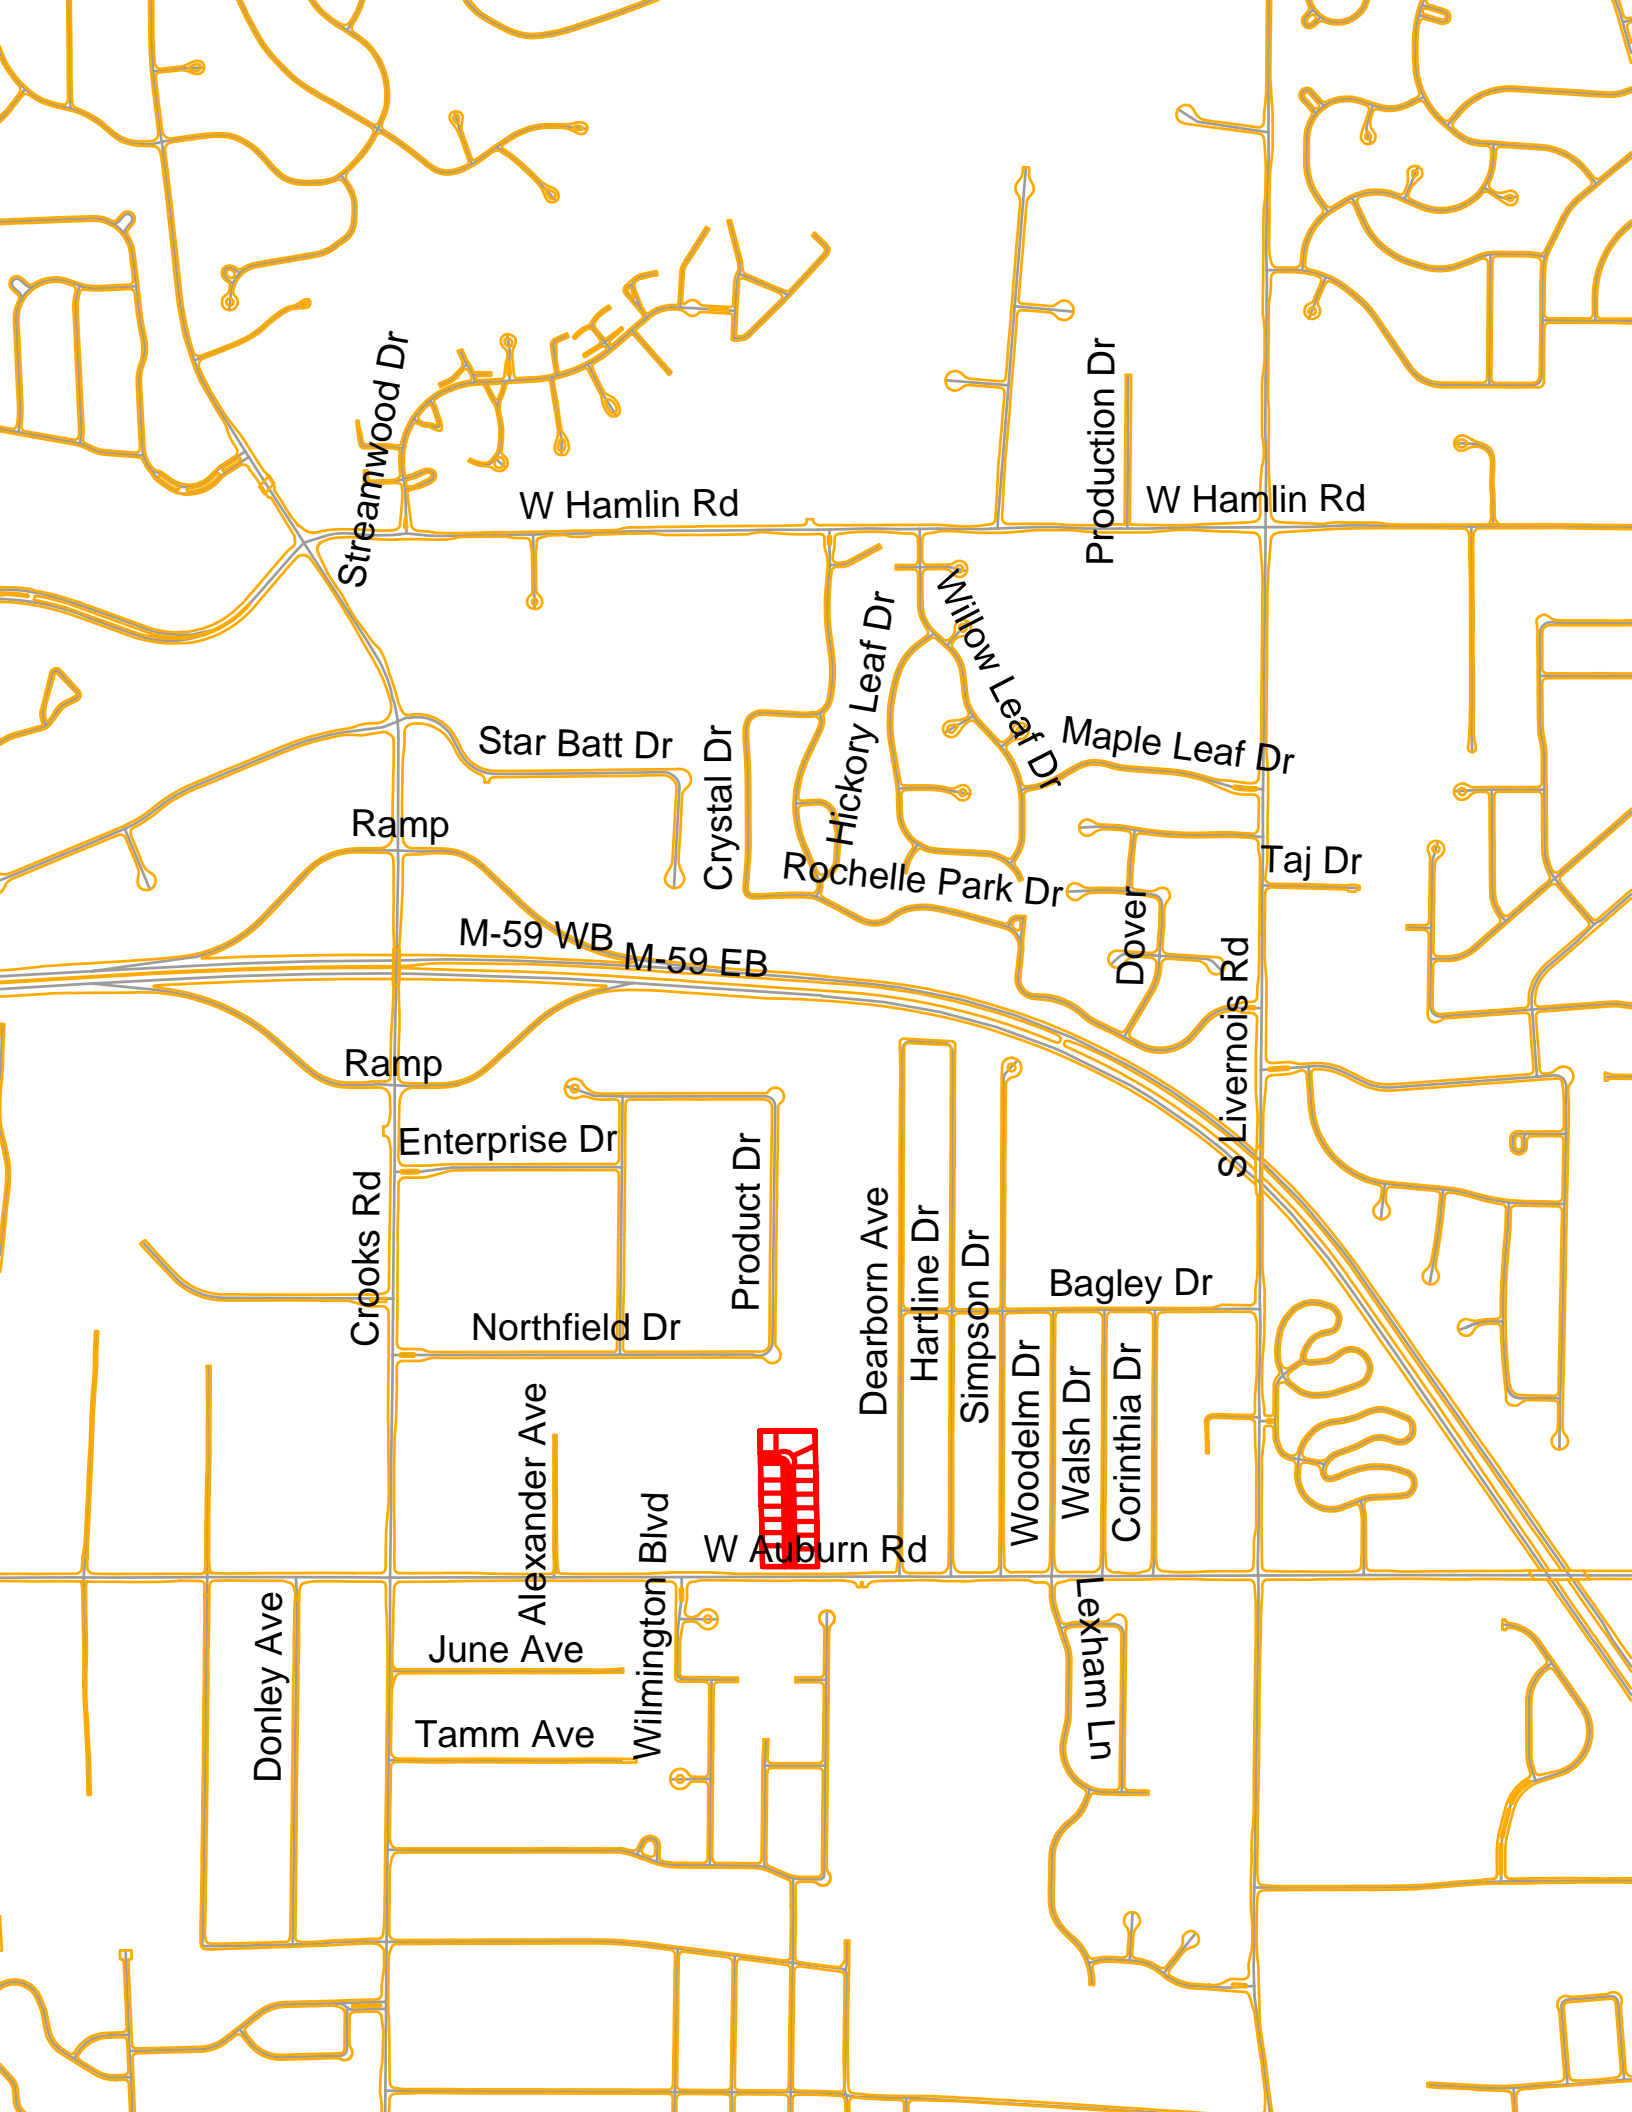 Streamwood Dr
W Hamlin Rd
Production Dr
W Hamlin Rd
Willow Leaf Dr
Hickory Leaf Dr
Star Batt Dr
Crystal Dr
Maple Leaf Dr
Ramp
Rochelle Park Dr
Taj Dr
Dover
M-59 WB
M-59 EB
S Livernois Rd
Ramp
Enterprise Dr
Product Dr
Crooks Rd
Dearborn Ave
Hartline Dr
Simpson Dr
Bagley Dr
Northfield Dr
Woodelm Dr
Walsh Dr
Corinthia Dr
Alexander Ave
Wilmington Blvd
W Auburn Rd
Donley Ave
June Ave
Lexham Ln
Tamm Ave